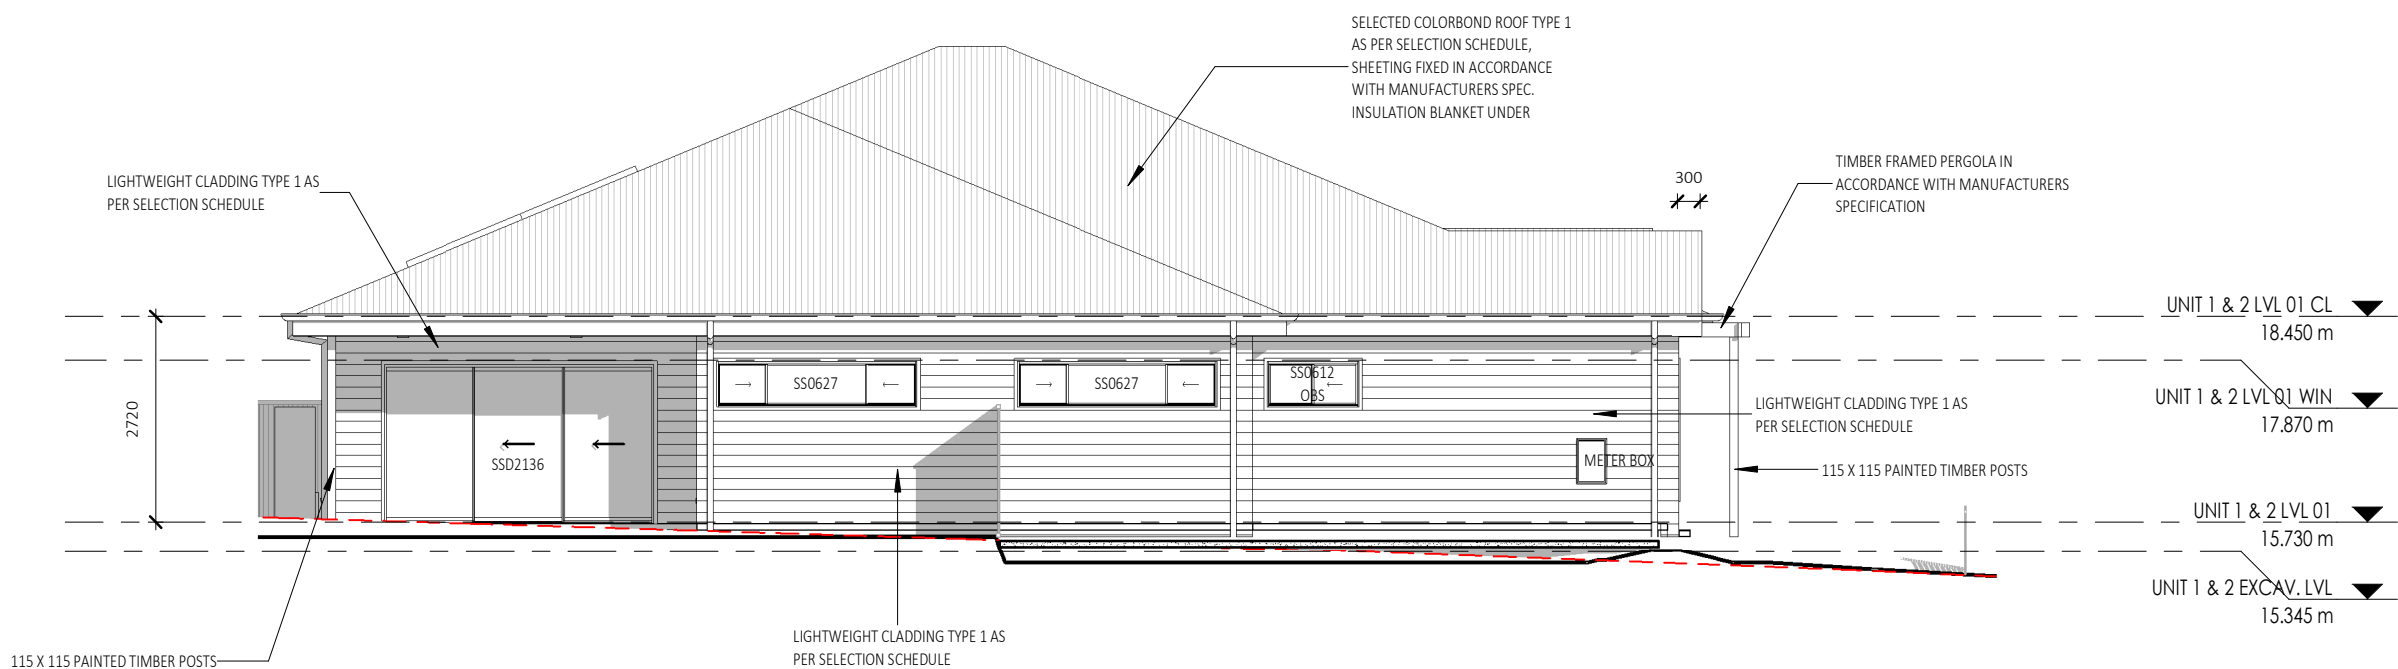 SELECTED COLORBOND ROOF TYPE 1
AS PER SELECTION SCHEDULE,
SHEETING FIXED IN ACCORDANCE
WITH MANUFACTURERS SPEC.
INSULATION BLANKET UNDER
TIMBER FRAMED PERGOLA IN
ACCORDANCE WITH MANUFACTURERS
SPECIFICATION
300
LIGHTWEIGHT CLADDING TYPE 1 AS
PER SELECTION SCHEDULE
UNIT 1 & 2 LVL 01 CL
18.450 m
SS0627
SS0627
SS0612
OBS
UNIT 1 & 2 LVL 01 WIN
17.870 m
2720
LIGHTWEIGHT CLADDING TYPE 1 AS
PER SELECTION SCHEDULE
SSD2136
METER BOX
115 X 115 PAINTED TIMBER POSTS
UNIT 1 & 2 LVL 01
15.730 m
UNIT 1 & 2 EXCAV. LVL
15.345 m
LIGHTWEIGHT CLADDING TYPE 1 AS
PER SELECTION SCHEDULE
115 X 115 PAINTED TIMBER POSTS